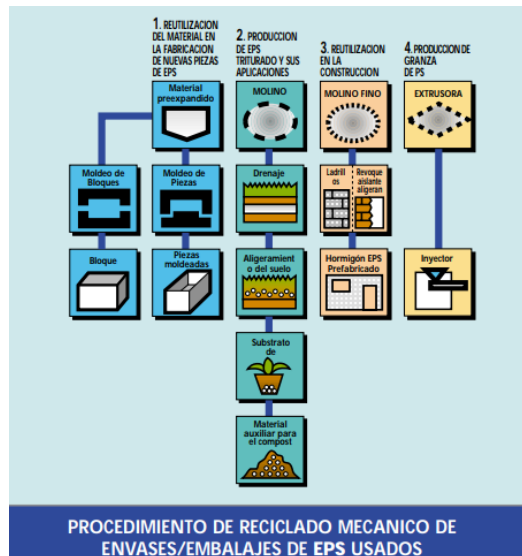 1. REUTILIZACION
DEL MATERIAL EN
LA FABRICACION
DE NUEVAS PIEZAS
DE EPS
2. PRODUCCION
DE EPS
TRITURADO Y SUS
APLICACIONES
3. REUTILIZACION
EN LA
CONSTRUCCION
4. PRODUCCION DE
GRANZA
DE PS
Material
preexpandido
MOLINO
MOLINO FINO
EXTRUSORA
Moldeo de
Bloques
Moldeo de
Piezas
Drenaje
Ladrill
os
Revoque
aislante
aligeran
Bloque
Piezas
moldeadas
Aligeramient
o del suelo
Hormigón EPS
Prefabricado
Inyector
Substrato
de
Material
auxiliar para
el compost
PROCEDIMIENTO DE RECICLADO MECANICO DE
ENVASES/EMBALAJES DE EPS USADOS